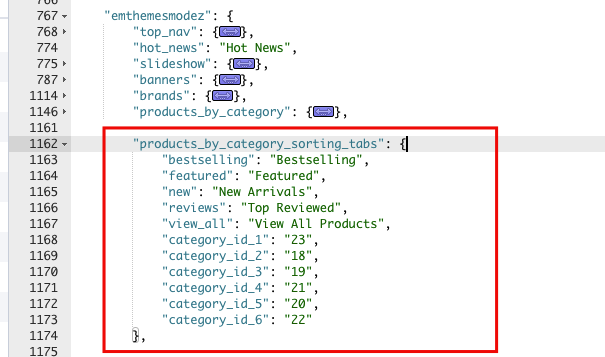 766
767 "emthemesmodez": {
768 "top_nav": {
774 "hot_news": "Hot News",
775 "slideshow": {
787 "banners": {
1114 "brands": {
1146 "products_by_category": {
1161
1162 "products_by_category_sorting_tabs": {
1163 "bestselling": "Bestselling",
1164 "featured": "Featured",
1165 "new": "New Arrivals",
1166 "reviews": "Top Reviewed",
1167 "view_all": "View All Products",
1168 "category_id_1": "23",
1169 "category_id_2": "18",
1170 "category_id_3": "19",
1171 "category_id_4": "21",
1172 "category_id_5": "20",
1173 "category_id_6": "22"
1174 },
1175